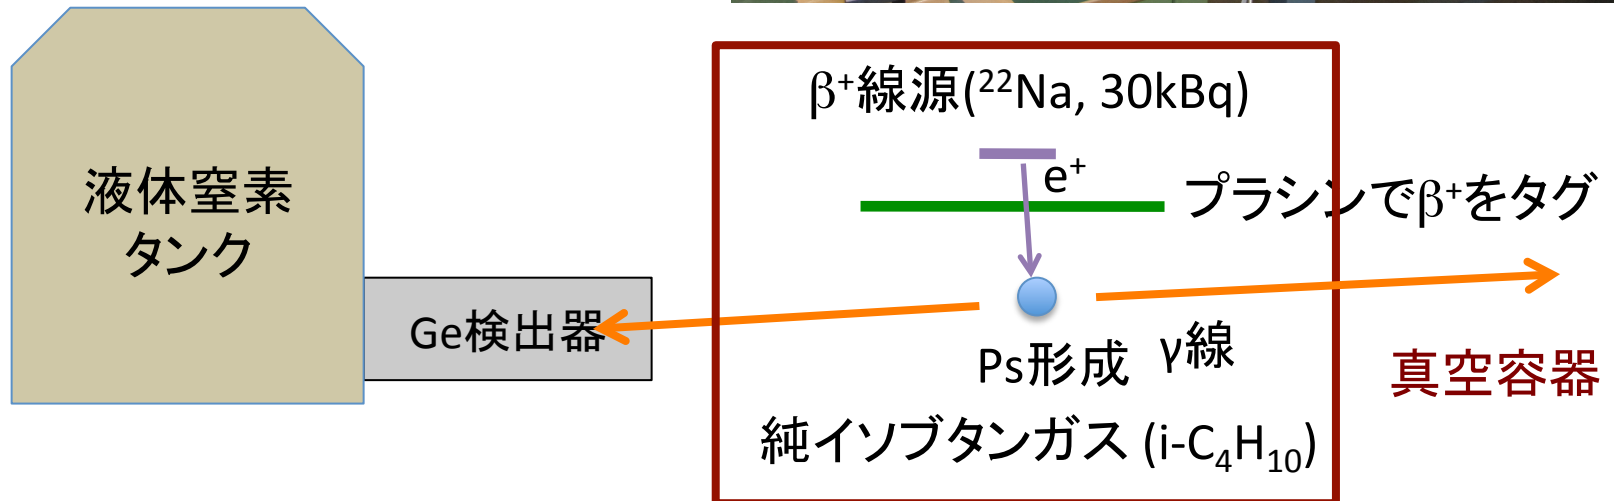 β⁺線源(²²Na, 30kBq)
e⁺
プラシンでβ⁺をタグ
液体窒素
タンク
Ge検出器
Ps形成
γ線
真空容器
純イソブタンガス (i-C₄H₁₀)